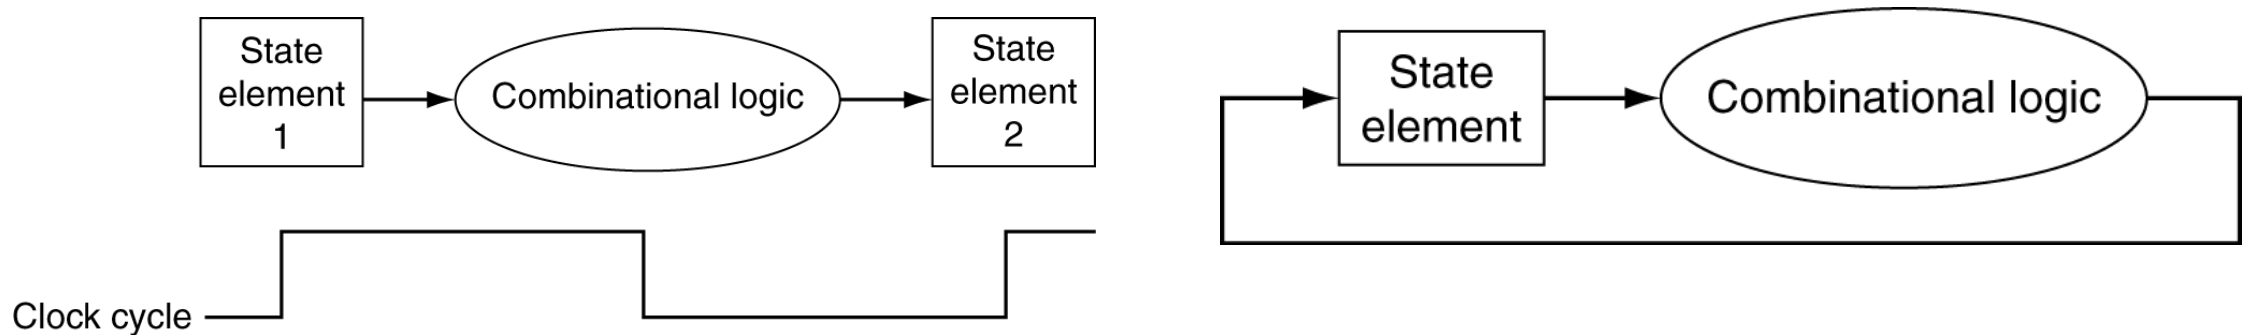 State
element
1
Combinational logic
State
element
2
Clock cycle
State
element
Combinational logic